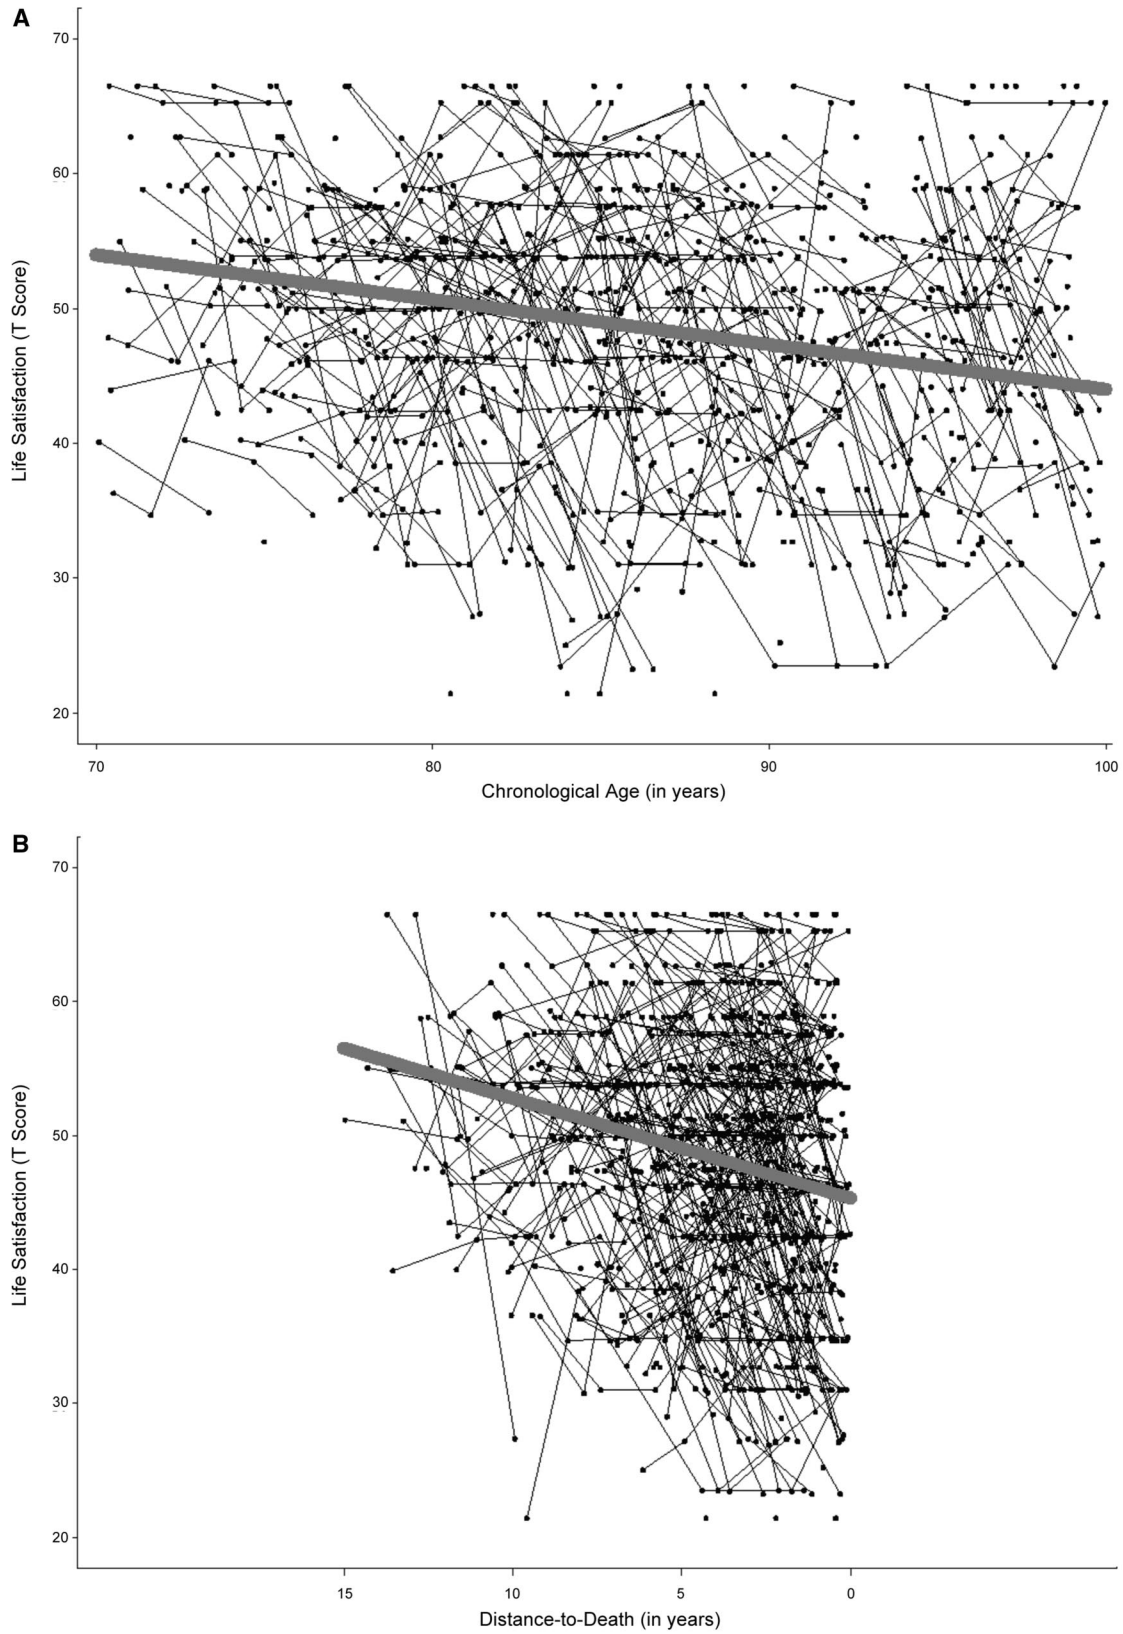 A
70
60
50
40
30
20
Life Satisfaction (T Score)
70 80 90 100
Chronological Age (in years)
B
70
60
50
40
30
20
Life Satisfaction (T Score)
15 10 5 0
Distance-to-Death (in years)